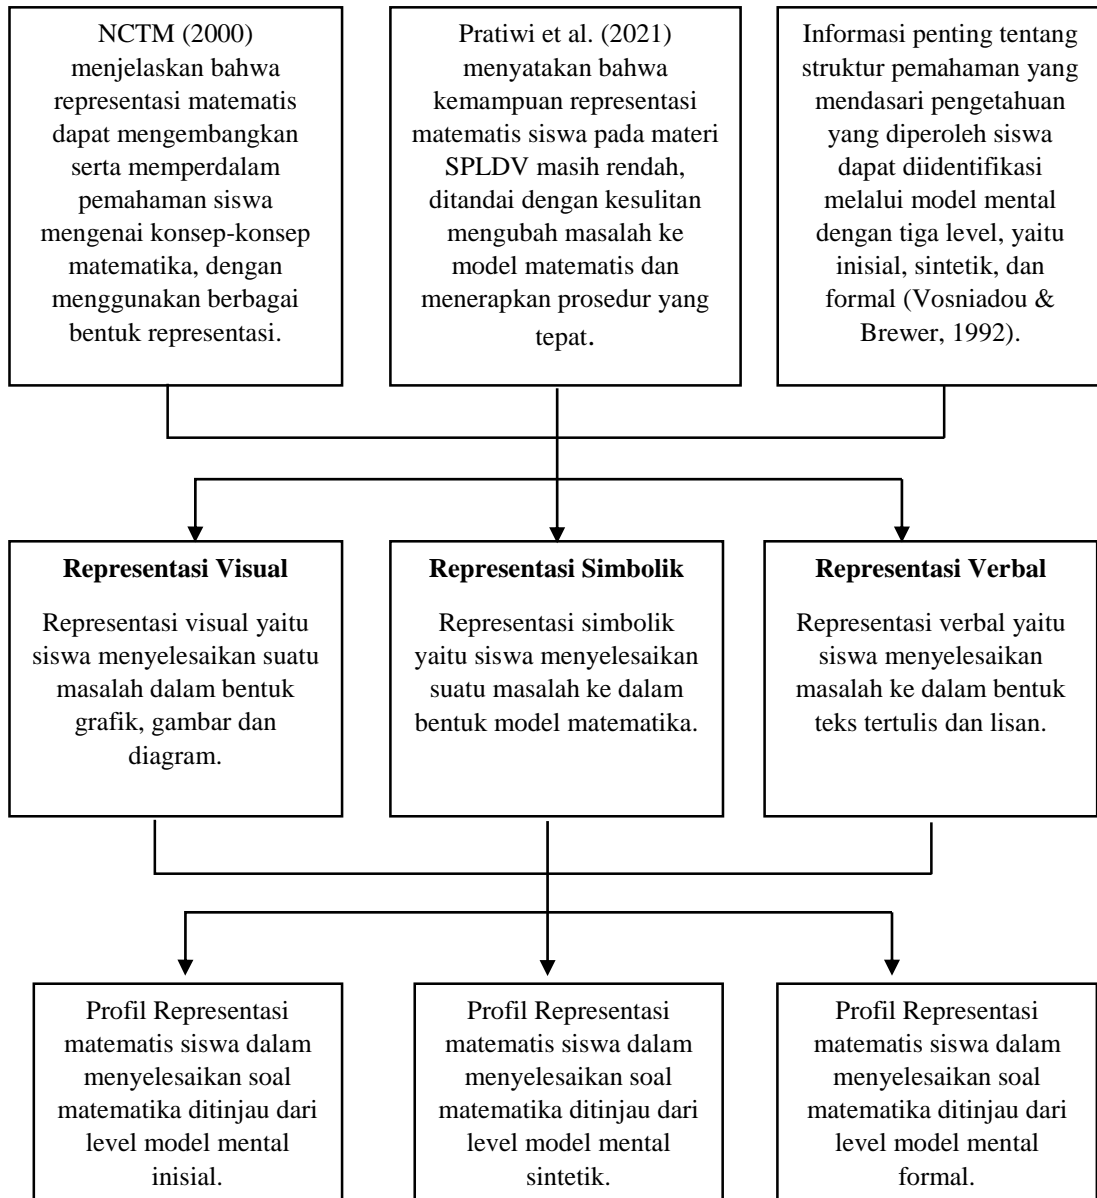 NCTM (2000)
menjelaskan bahwa
representasi matematis
dapat mengembangkan
serta memperdalam
pemahaman siswa
mengenai konsep-konsep
matematika, dengan
menggunakan berbagai
bentuk representasi.
Pratiwi et al. (2021)
menyatakan bahwa
kemampuan representasi
matematis siswa pada materi
SPLDV masih rendah,
ditandai dengan kesulitan
mengubah masalah ke
model matematis dan
menerapkan prosedur yang
tepat.
Informasi penting tentang
struktur pemahaman yang
mendasari pengetahuan
yang diperoleh siswa
dapat diidentifikasi
melalui model mental
dengan tiga level, yaitu
inisial, sintetik, dan
formal (Vosniadou &
Brewer, 1992).
Representasi Visual
Representasi visual yaitu
siswa menyelesaikan suatu
masalah dalam bentuk
grafik, gambar dan
diagram.
Representasi Simbolik
Representasi simbolik
yaitu siswa menyelesaikan
suatu masalah ke dalam
bentuk model matematika.
Representasi Verbal
Representasi verbal yaitu
siswa menyelesaikan
masalah ke dalam bentuk
teks tertulis dan lisan.
Profil Representasi
matematis siswa dalam
menyelesaikan soal
matematika ditinjau dari
level model mental
inisial.
Profil Representasi
matematis siswa dalam
menyelesaikan soal
matematika ditinjau dari
level model mental
sintetik.
Profil Representasi
matematis siswa dalam
menyelesaikan soal
matematika ditinjau dari
level model mental
formal.